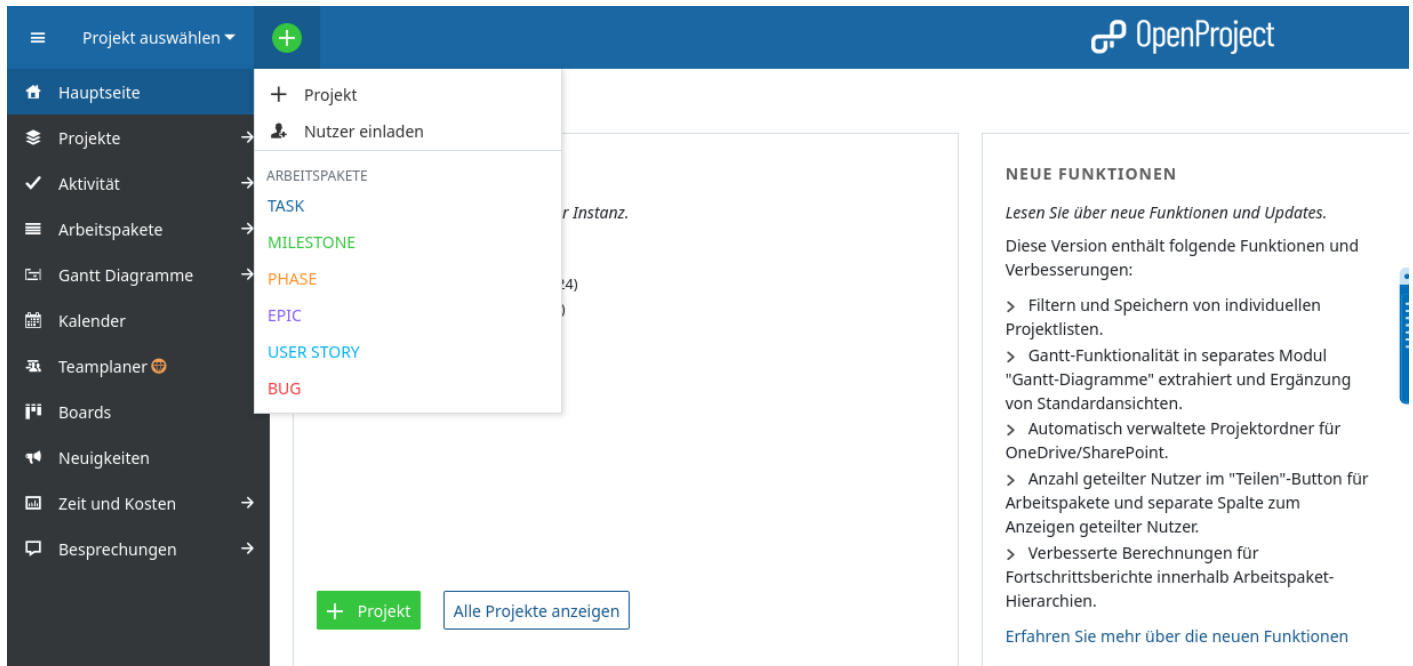 Projekt auswählen
OpenProject
Hauptseite
Projekte
Aktivität
Arbeitspakete
Gantt Diagramme
Kalender
Teamplaner
Boards
Neuigkeiten
Zeit und Kosten
Besprechungen
Projekt
Nutzer einladen
ARBEITSPAKETE
TASK
MILESTONE
PHASE
EPIC
USER STORY
BUG
r Instanz.
24)
)
+ Projekt
Alle Projekte anzeigen
NEUE FUNKTIONEN
Lesen Sie über neue Funktionen und Updates.
Diese Version enthält folgende Funktionen und
Verbesserungen:
> Filtern und Speichern von individuellen
Projektlisten.
> Gantt-Funktionalität in separates Modul
"Gantt-Diagramme" extrahiert und Ergänzung
von Standardansichten.
> Automatisch verwaltete Projektordner für
OneDrive/SharePoint.
> Anzahl geteilter Nutzer im "Teilen"-Button für
Arbeitspakete und separate Spalte zum
Anzeigen geteilter Nutzer.
> Verbesserte Berechnungen für
Fortschrittsberichte innerhalb Arbeitspaket-
Hierarchien.
Erfahren Sie mehr über die neuen Funktionen